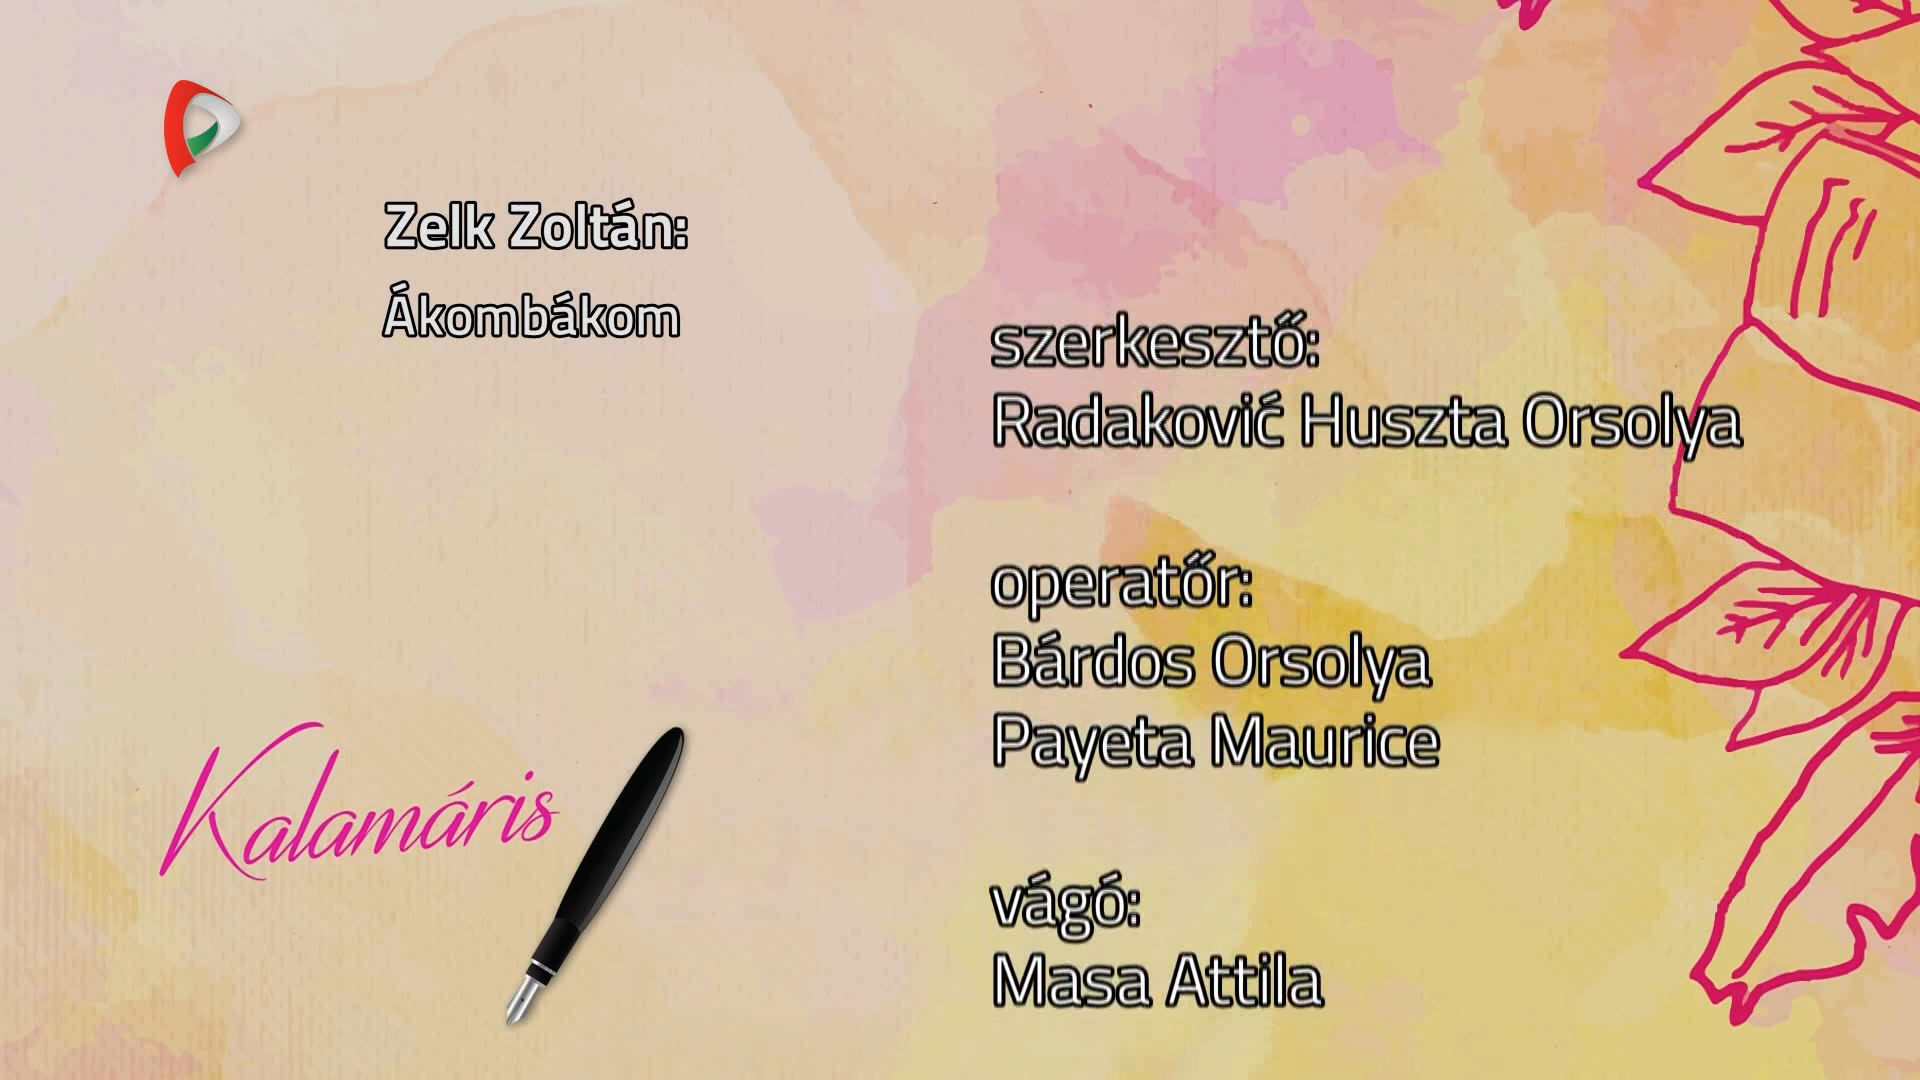 Zelk Zoltán:
Ákombákom
szerkesztő:
Radaković Huszta Orsolya
operatőr:
Bárdos Orsolya
Payeta Maurice
vágó:
Masa Attila
Kalamáris